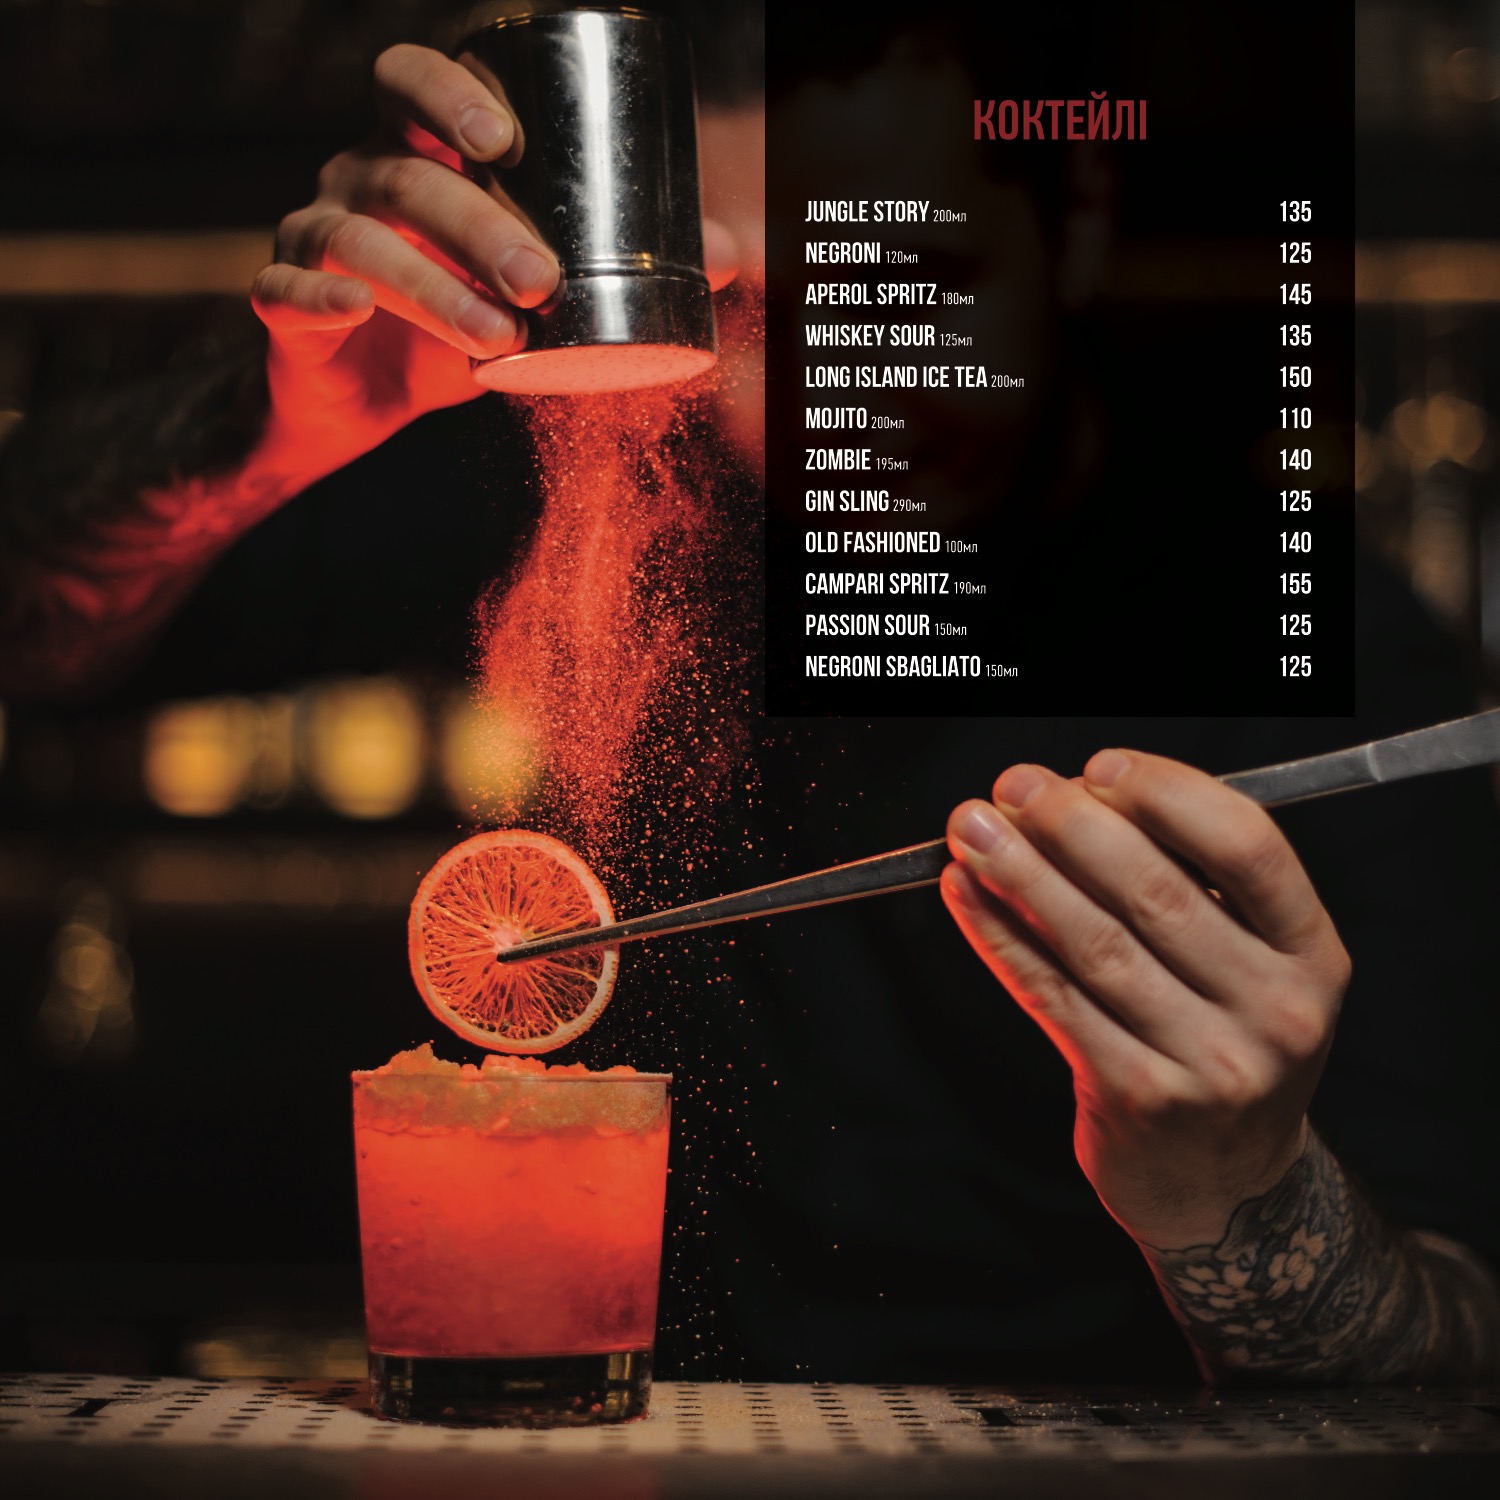 КОКТЕЙЛІ
JUNGLE STORY 200мл 135
NEGRONI 120мл 125
APEROL SPRITZ 180мл 145
WHISKEY SOUR 125мл 135
LONG ISLAND ICE TEA 200мл 150
MOJITO 200мл 110
ZOMBIE 195мл 140
GIN SLING 290мл 125
OLD FASHIONED 100мл 140
CAMPARI SPRITZ 190мл 155
PASSION SOUR 150мл 125
NEGRONI SBAGLIATO 150мл 125